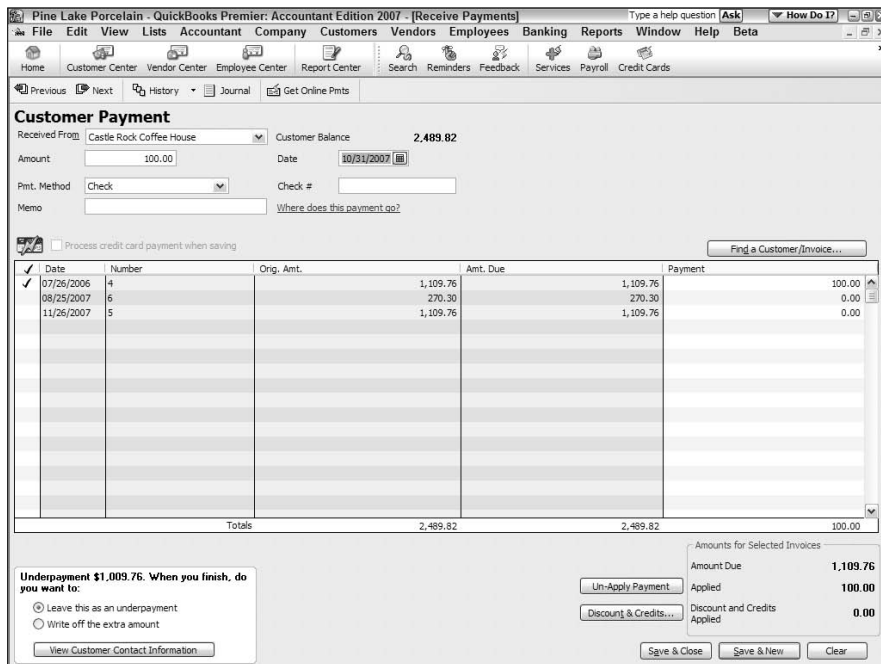 Pine Lake Porcelain - QuickBooks Premier: Accountant Edition 2007 - [Receive Payments] Type a help question Ask How Do I?
File Edit View Lists Accountant Company Customers Vendors Employees Banking Reports Window Help Beta
Home Customer Center Vendor Center Employee Center Report Center Search Reminders Feedback Services Payroll Credit Cards
Previous Next History Journal Get Online Pmts
Customer Payment
Received From Castle Rock Coffee House Customer Balance 2,489.82
Amount 100.00 Date 10/31/2007
Pmt. Method Check Check #
Memo Where does this payment go?
Process credit card payment when saving Find a Customer/Invoice...
✓ Date Number Orig. Amt. Amt. Due Payment
✓ 07/26/2006 4 1,109.76 1,109.76 100.00
08/25/2007 6 270.30 270.30 0.00
11/26/2007 5 1,109.76 1,109.76 0.00
Totals 2,489.82 2,489.82 100.00
Amounts for Selected Invoices
Underpayment $1,009.76. When you finish, do
you want to:
Leave this as an underpayment
Write off the extra amount
View Customer Contact Information
Un-Apply Payment
Discount & Credits...
Amount Due 1,109.76
Applied 100.00
Discount and Credits
Applied 0.00
Save & Close Save & New Clear